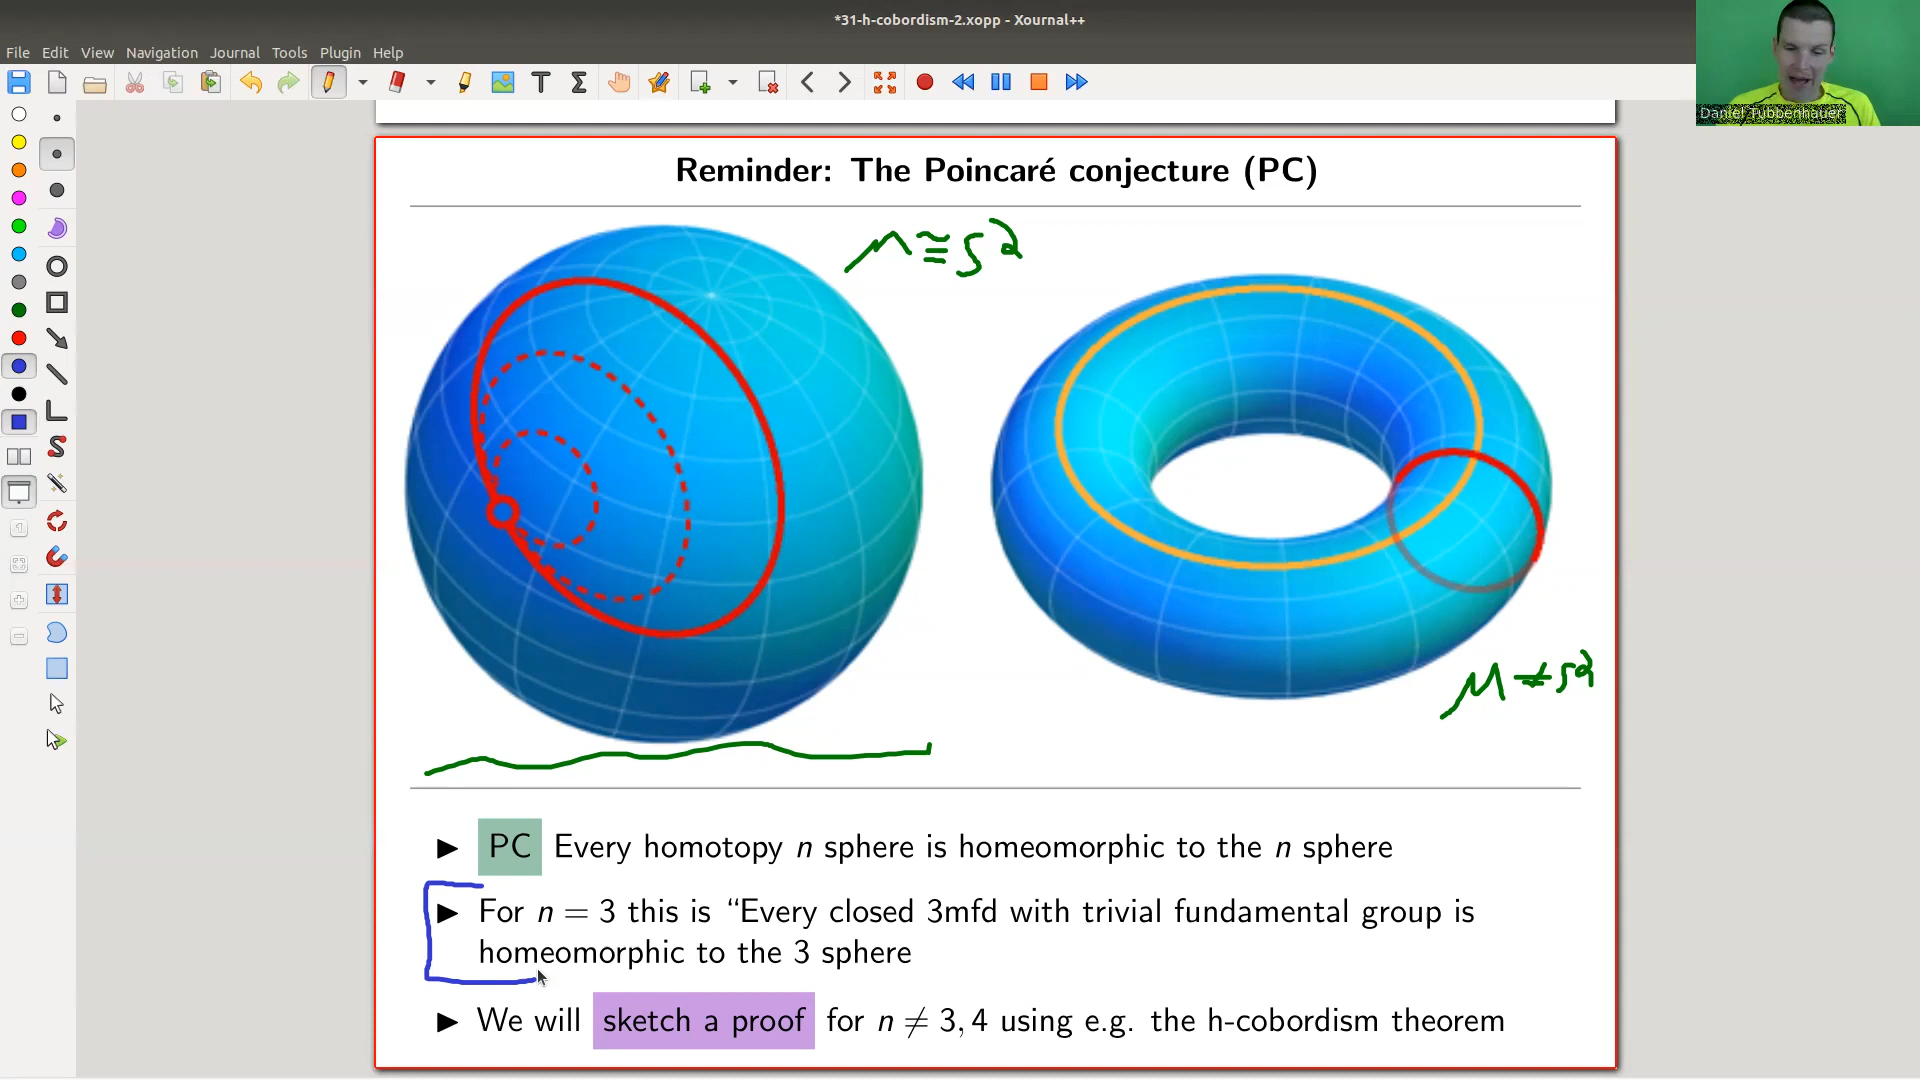 *31-h-cobordism-2.xopp - Xournal++
File Edit View Navigation Journal Tools Plugin Help
Daniel Tubbenhauer
Reminder: The Poincaré conjecture (PC)
M ≅ S²
M ≠ S²
► PC Every homotopy n sphere is homeomorphic to the n sphere
► For n = 3 this is “Every closed 3mfd with trivial fundamental group is
homeomorphic to the 3 sphere
► We will sketch a proof for n ≠ 3, 4 using e.g. the h-cobordism theorem